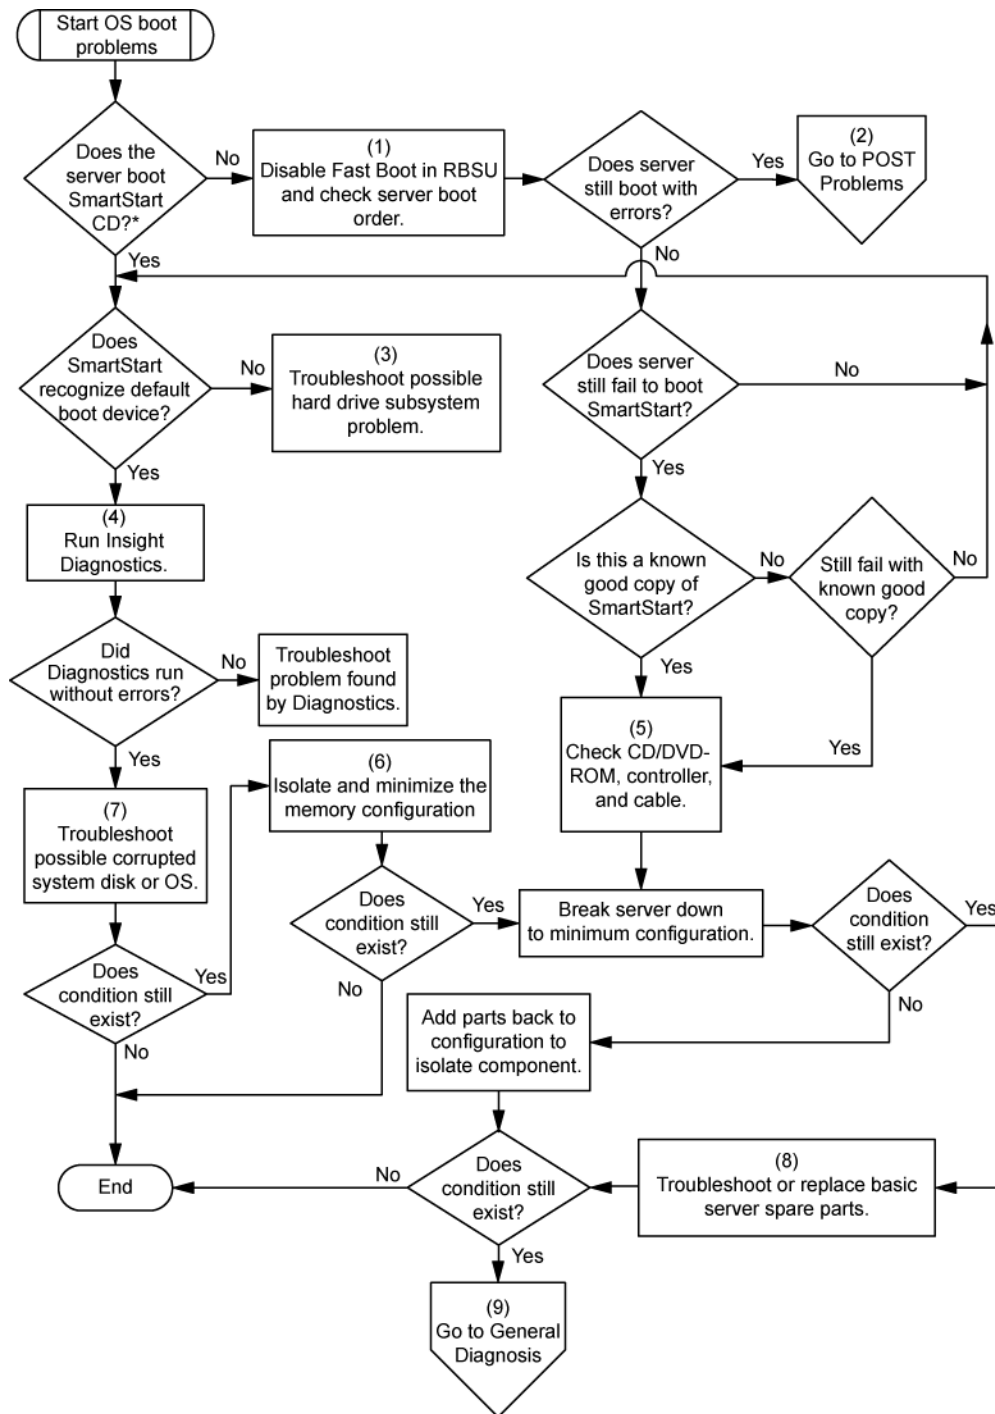 Start OS boot
problems
Does the
server boot
SmartStart
CD?*
No
(1)
Disable Fast Boot in RBSU
and check server boot
order.
Does server
still boot with
errors?
Yes
(2)
Go to POST
Problems
Yes
No
Does
SmartStart
recognize default
boot device?
No
(3)
Troubleshoot possible
hard drive subsystem
problem.
Does server
still fail to boot
SmartStart?
No
Yes
Yes
(4)
Run Insight
Diagnostics.
Is this a known
good copy of
SmartStart?
No
Still fail with
known good
copy?
No
Did
Diagnostics run
without errors?
No
Troubleshoot
problem found
by Diagnostics.
Yes
Yes
Yes
(5)
Check CD/DVD-
ROM, controller,
and cable.
(6)
Isolate and minimize the
memory configuration
(7)
Troubleshoot
possible corrupted
system disk or OS.
Does
condition still
exist?
Yes
Break server down
to minimum configuration.
Does
condition
still exist?
Yes
Does
condition still
exist?
Yes
No
No
No
Add parts back to
configuration to
isolate component.
End
No
Does
condition still
exist?
(8)
Troubleshoot or replace basic
server spare parts.
Yes
(9)
Go to General
Diagnosis